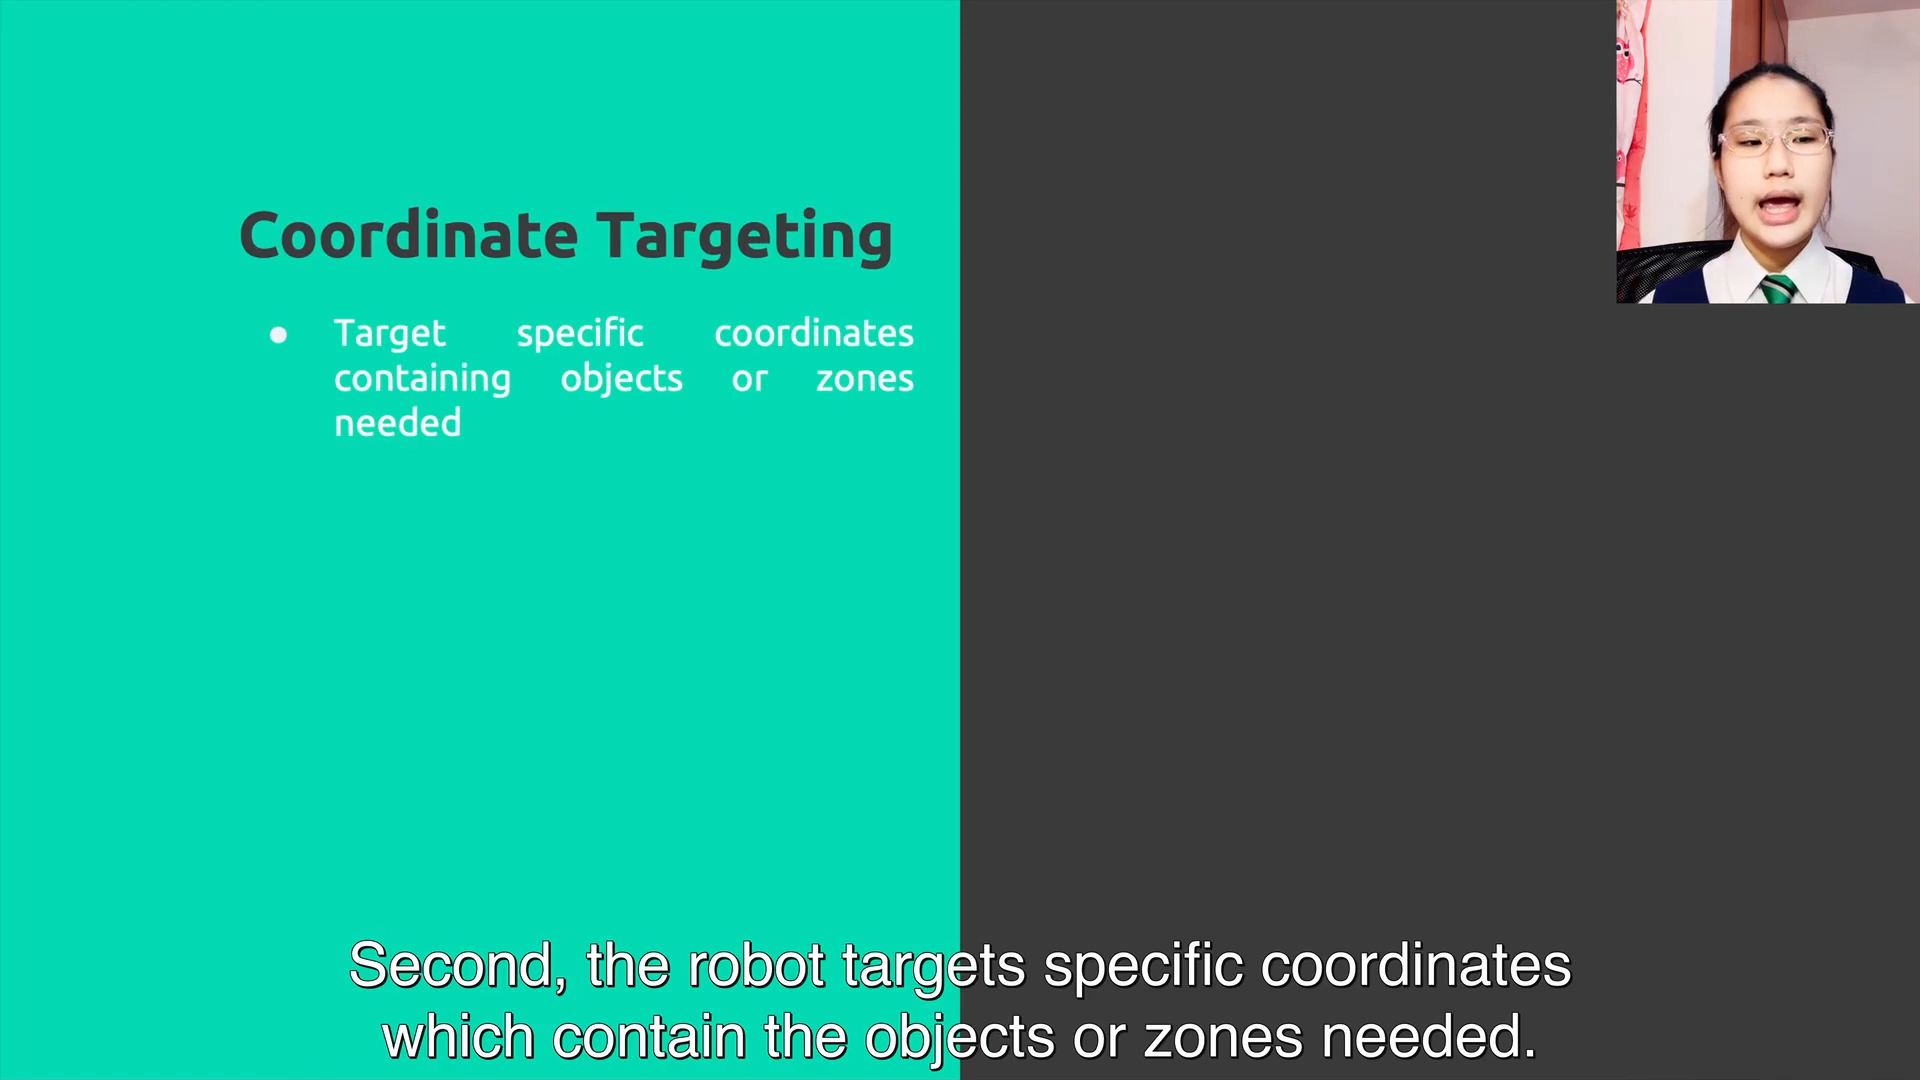 Coordinate Targeting
● Target specific coordinates
containing objects or zones
needed
Second, the robot targets specific coordinates
which contain the objects or zones needed.